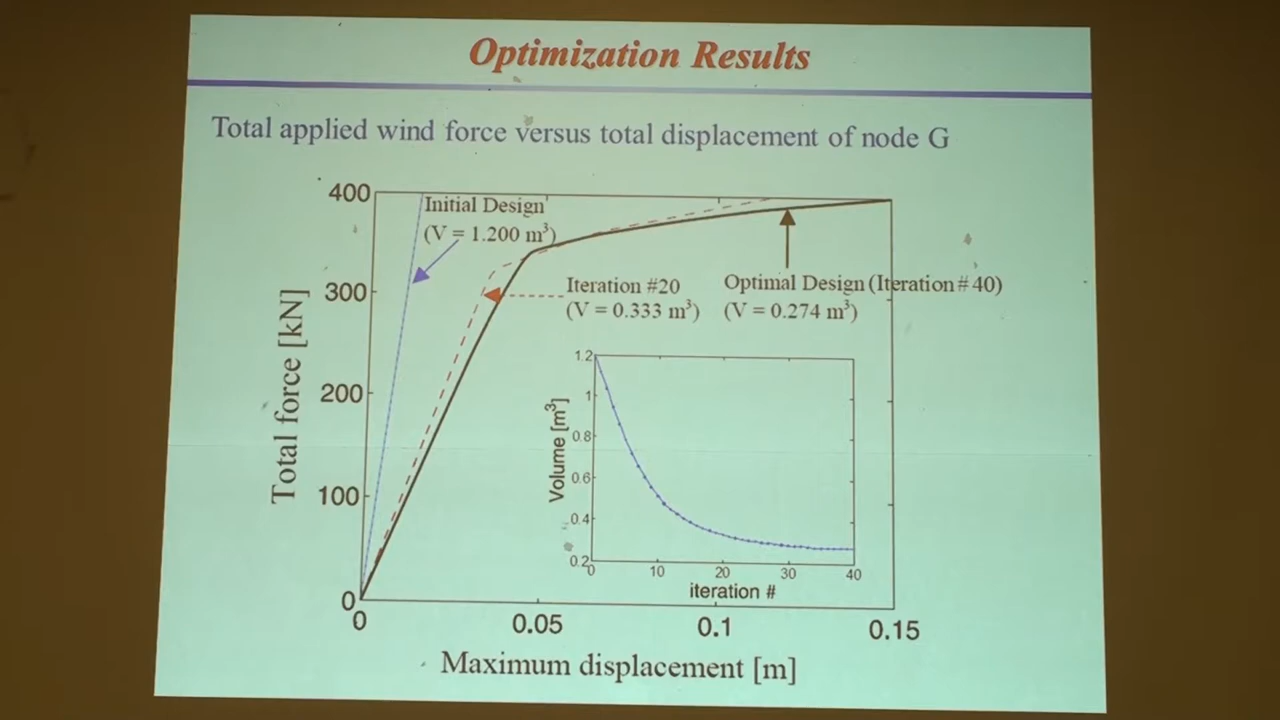 Optimization Results
Total applied wind force versus total displacement of node G
400
300
200
100
0
Total force [kN]
Initial Design
(V = 1.200 m³)
Iteration #20
(V = 0.333 m³)
Optimal Design (Iteration # 40)
(V = 0.274 m³)
1.2
1
0.8
0.6
0.4
0.2
Volume [m³]
0 10 20 30 40
iteration #
0 0.05 0.1 0.15
Maximum displacement [m]